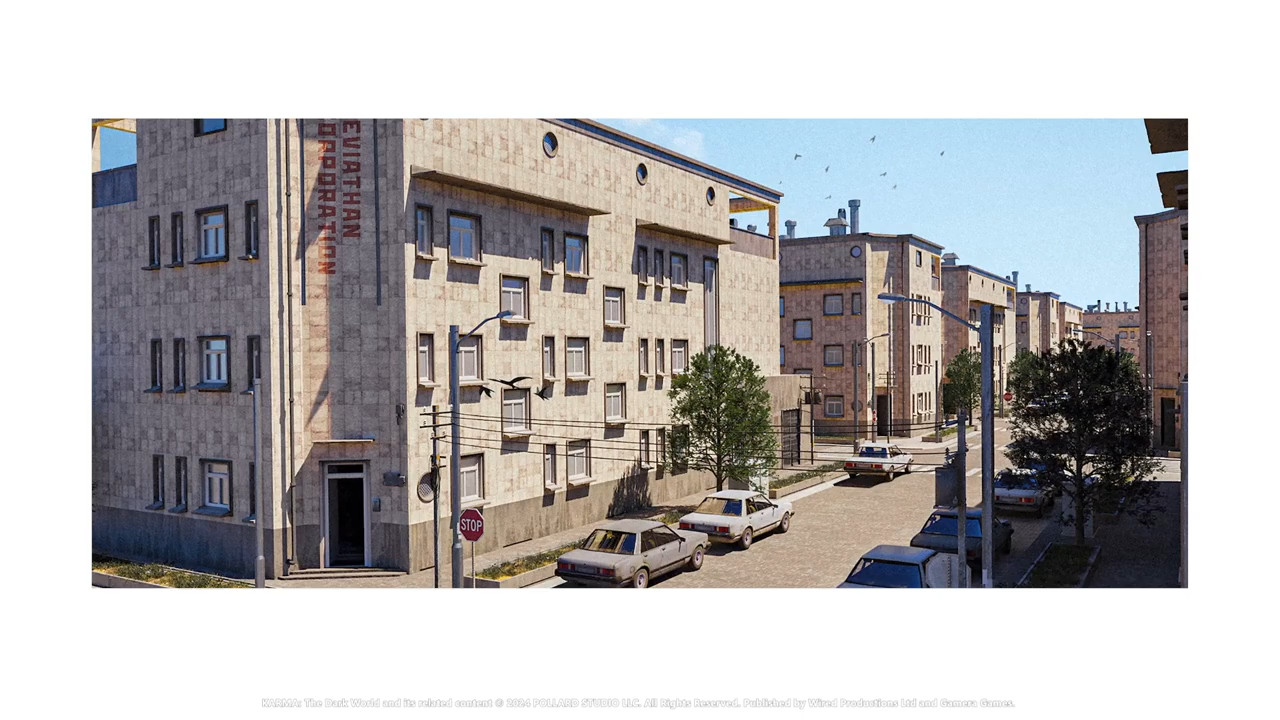 EVIATHAN
ORPORATION
STOP
KARMA: The Dark World and its related content © 2024 POLLARD STUDIO LLC. All Rights Reserved. Published by Wired Productions Ltd and Gamera Games.